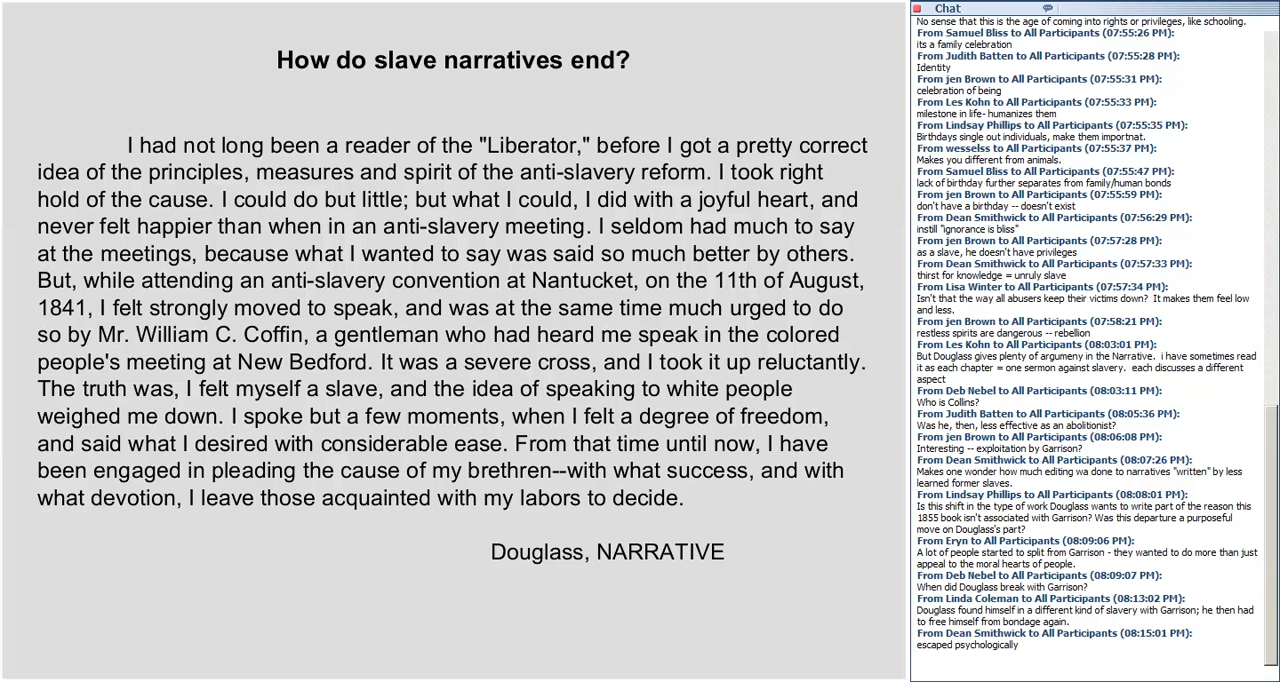 How do slave narratives end?
I had not long been a reader of the "Liberator," before I got a pretty correct
idea of the principles, measures and spirit of the anti-slavery reform. I took right
hold of the cause. I could do but little; but what I could, I did with a joyful heart, and
never felt happier than when in an anti-slavery meeting. I seldom had much to say
at the meetings, because what I wanted to say was said so much better by others.
But, while attending an anti-slavery convention at Nantucket, on the 11th of August,
1841, I felt strongly moved to speak, and was at the same time much urged to do
so by Mr. William C. Coffin, a gentleman who had heard me speak in the colored
people's meeting at New Bedford. It was a severe cross, and I took it up reluctantly.
The truth was, I felt myself a slave, and the idea of speaking to white people
weighed me down. I spoke but a few moments, when I felt a degree of freedom,
and said what I desired with considerable ease. From that time until now, I have
been engaged in pleading the cause of my brethren--with what success, and with
what devotion, I leave those acquainted with my labors to decide.
Douglass, NARRATIVE
Chat
No sense that this is the age of coming into rights or privileges, like schooling.
From Samuel Bliss to All Participants (07:55:26 PM):
its a family celebration
From Judith Batten to All Participants (07:55:28 PM):
Identity
From jen Brown to All Participants (07:55:31 PM):
celebration of being
From Les Kohn to All Participants (07:55:33 PM):
milestone in life- humanizes them
From Lindsay Phillips to All Participants (07:55:35 PM):
Birthdays single out individuals, make them importnat.
From wesselss to All Participants (07:55:37 PM):
Makes you different from animals.
From Samuel Bliss to All Participants (07:55:47 PM):
lack of birthday further separates from family/human bonds
From jen Brown to All Participants (07:55:59 PM):
don't have a birthday -- doesn't exist
From Dean Smithwick to All Participants (07:56:29 PM):
instill "ignorance is bliss"
From jen Brown to All Participants (07:57:28 PM):
as a slave, he doesn't have privileges
From Dean Smithwick to All Participants (07:57:33 PM):
thirst for knowledge = unruly slave
From Lisa Winter to All Participants (07:57:34 PM):
Isn't that the way all abusers keep their victims down? It makes them feel low
and less.
From jen Brown to All Participants (07:58:21 PM):
restless spirits are dangerous -- rebellion
From Les Kohn to All Participants (08:03:01 PM):
But Douglass gives plenty of argumeny in the Narrative. i have sometimes read
it as each chapter = one sermon against slavery. each discusses a different
aspect
From Deb Nebel to All Participants (08:03:11 PM):
Who is Collins?
From Judith Batten to All Participants (08:05:36 PM):
Was he, then, less effective as an abolitionist?
From jen Brown to All Participants (08:06:08 PM):
Interesting -- exploitation by Garrison?
From Dean Smithwick to All Participants (08:07:26 PM):
Makes one wonder how much editing wa done to narratives "written" by less
learned former slaves.
From Lindsay Phillips to All Participants (08:08:01 PM):
Is this shift in the type of work Douglass wants to write part of the reason this
1855 book isn't associated with Garrison? Was this departure a purposeful
move on Douglass's part?
From Eryn to All Participants (08:09:06 PM):
A lot of people started to split from Garrison - they wanted to do more than just
appeal to the moral hearts of people.
From Deb Nebel to All Participants (08:09:07 PM):
When did Douglass break with Garrison?
From Linda Coleman to All Participants (08:13:02 PM):
Douglass found himself in a different kind of slavery with Garrison; he then had
to free himself from bondage again.
From Dean Smithwick to All Participants (08:15:01 PM):
escaped psychologically